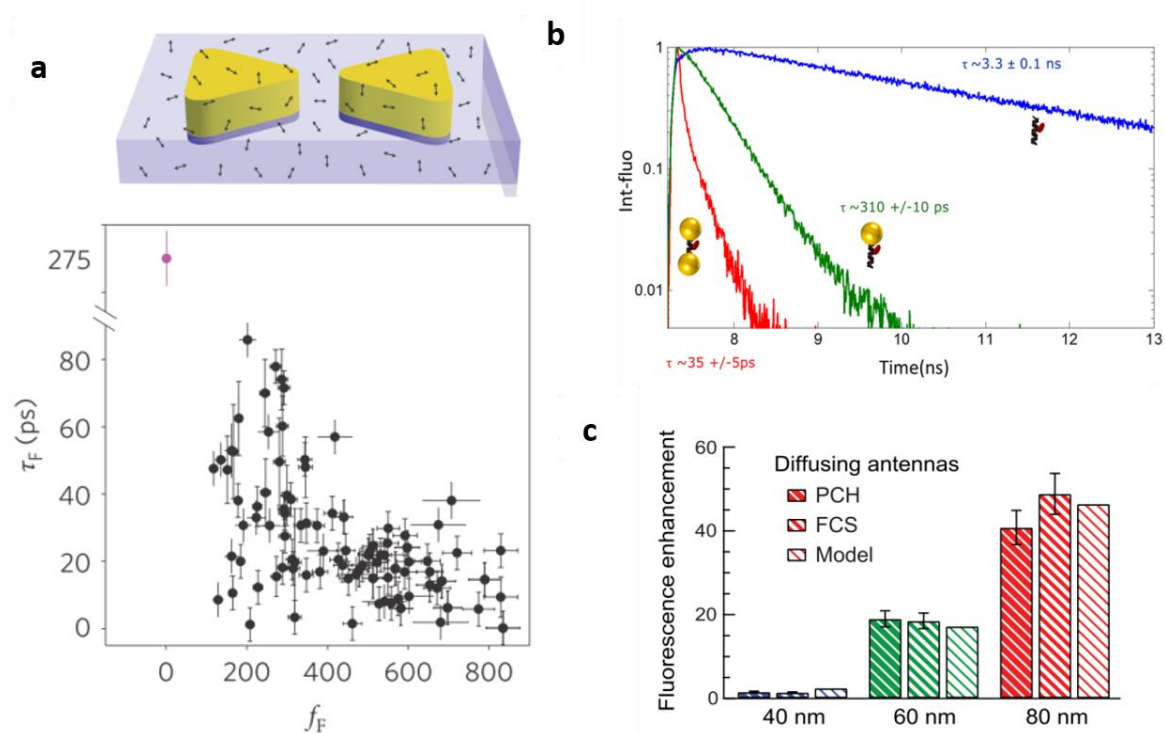 a
275
80
60
40
20
0
τF (ps)
0 200 400 600 800
fF
b
1
0.1
0.01
Int-fluo
τ ~3.3 ± 0.1 ns
τ ~310 +/-10 ps
τ ~35 +/-5ps
8 9 10 11 12 13
Time(ns)
c
60
40
20
0
Fluorescence enhancement
Diffusing antennas
PCH
FCS
Model
40 nm 60 nm 80 nm